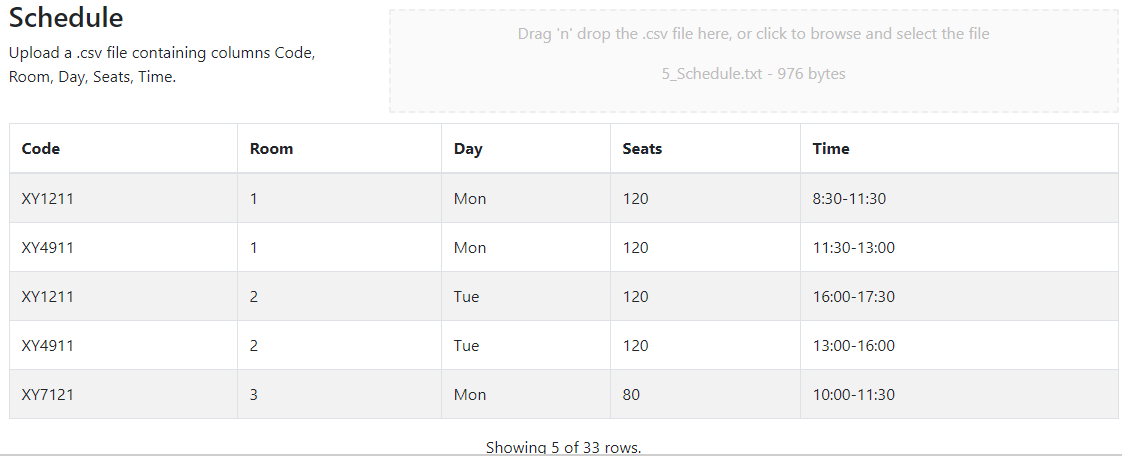 Schedule
Upload a .csv file containing columns Code,
Room, Day, Seats, Time.
Drag 'n' drop the .csv file here, or click to browse and select the file
5_Schedule.txt - 976 bytes
Code Room Day Seats Time
XY1211 1 Mon 120 8:30-11:30
XY4911 1 Mon 120 11:30-13:00
XY1211 2 Tue 120 16:00-17:30
XY4911 2 Tue 120 13:00-16:00
XY7121 3 Mon 80 10:00-11:30
Showing 5 of 33 rows.